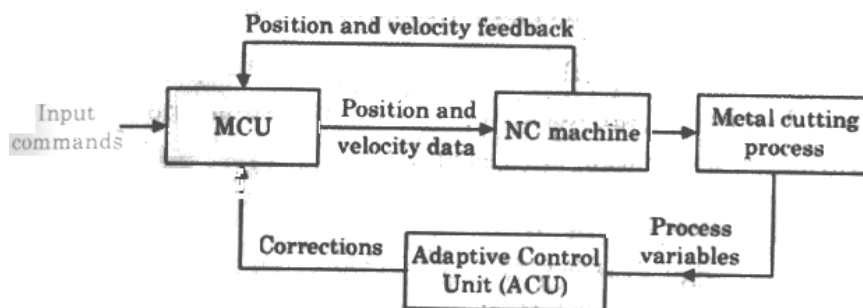 Position and velocity feedback
Input
commands
MCU
Position and
velocity data
NC machine
Metal cutting
process
Corrections
Adaptive Control
Unit (ACU)
Process
variables